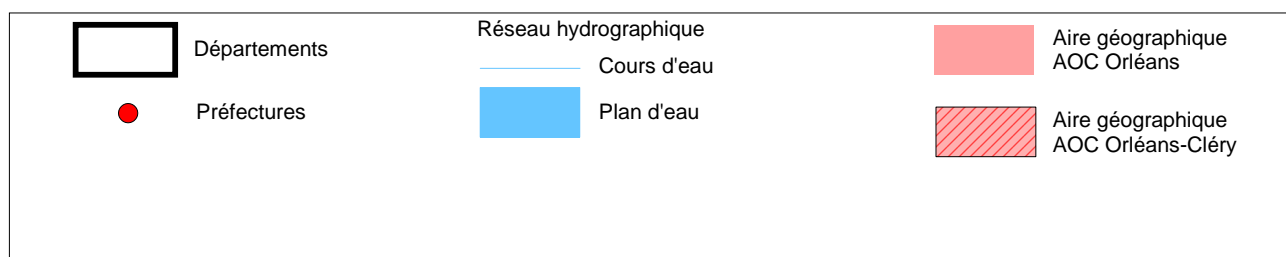 Départements
Préfectures
Réseau hydrographique
Cours d'eau
Plan d'eau
Aire géographique
AOC Orléans
Aire géographique
AOC Orléans-Cléry